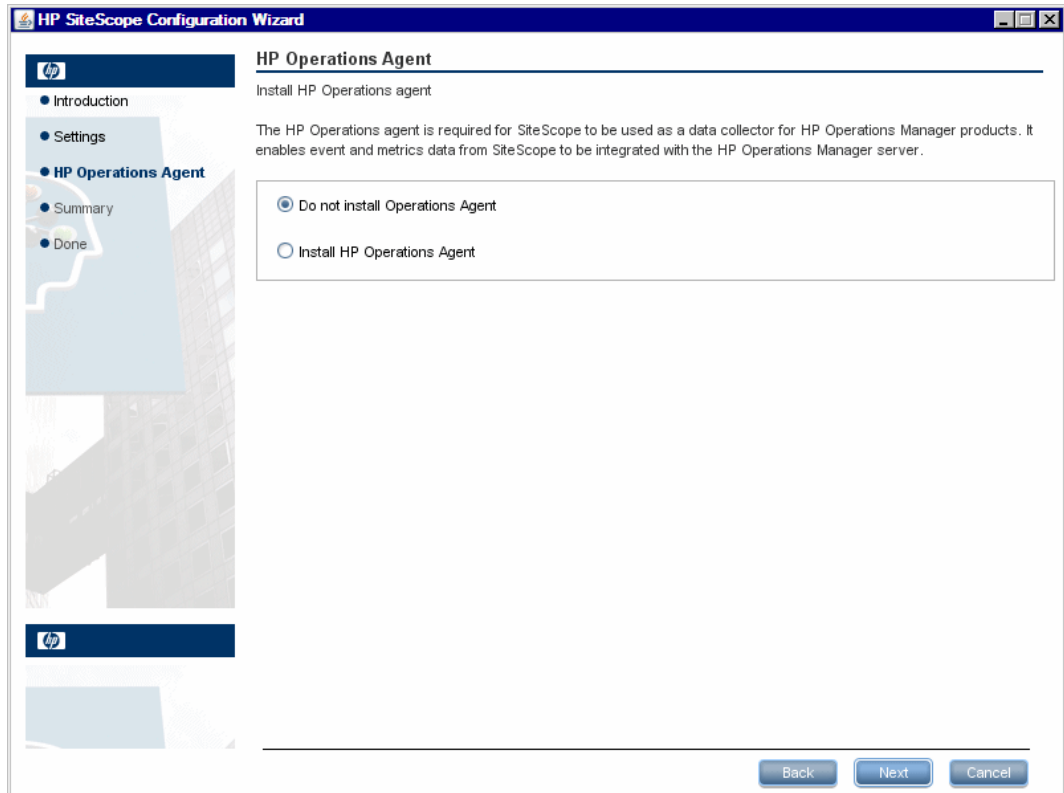 HP SiteScope Configuration Wizard
hp
Introduction
Settings
HP Operations Agent
Summary
Done
HP Operations Agent
Install HP Operations agent
The HP Operations agent is required for SiteScope to be used as a data collector for HP Operations Manager products. It
enables event and metrics data from SiteScope to be integrated with the HP Operations Manager server.
Do not install Operations Agent
Install HP Operations Agent
hp
Back
Next
Cancel